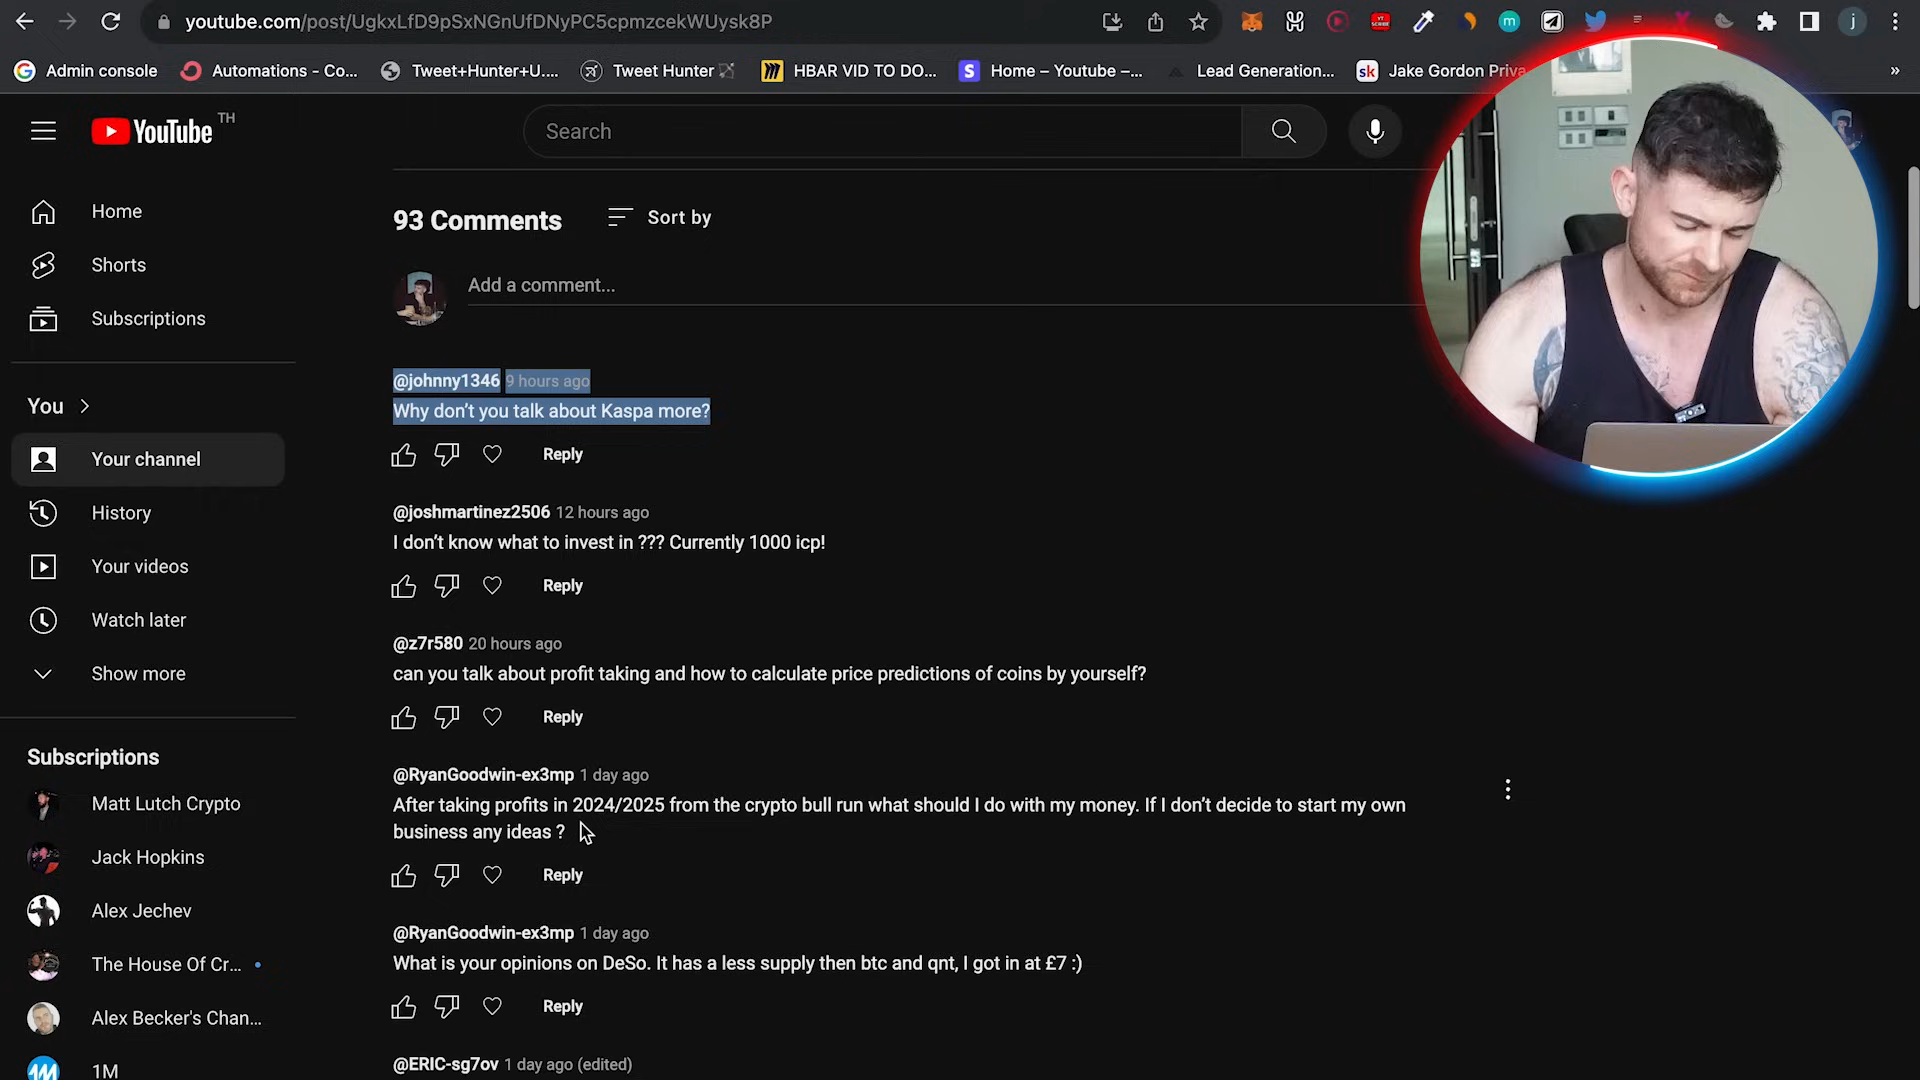 youtube.com/post/UgkxLfD9pSxNGnUfDNyPC5cpmzcekWUysk8P
j
Admin console
Automations - Co...
Tweet+Hunter+U....
Tweet Hunter
HBAR VID TO DO...
Home – Youtube –...
Lead Generation...
sk
Jake Gordon Priva
»
YouTube TH
Search
Home
Shorts
Subscriptions
You
Your channel
History
Your videos
Watch later
Show more
Subscriptions
Matt Lutch Crypto
Jack Hopkins
Alex Jechev
The House Of Cr...
Alex Becker's Chan...
1M
93 Comments
Sort by
Add a comment...
@johnny1346 9 hours ago
Why don't you talk about Kaspa more?
Reply
@joshmartinez2506 12 hours ago
I don't know what to invest in ??? Currently 1000 icp!
Reply
@z7r580 20 hours ago
can you talk about profit taking and how to calculate price predictions of coins by yourself?
Reply
@RyanGoodwin-ex3mp 1 day ago
After taking profits in 2024/2025 from the crypto bull run what should I do with my money. If I don't decide to start my own
business any ideas ?
Reply
@RyanGoodwin-ex3mp 1 day ago
What is your opinions on DeSo. It has a less supply then btc and qnt, I got in at £7 :)
Reply
@ERIC-sg7ov 1 day ago (edited)